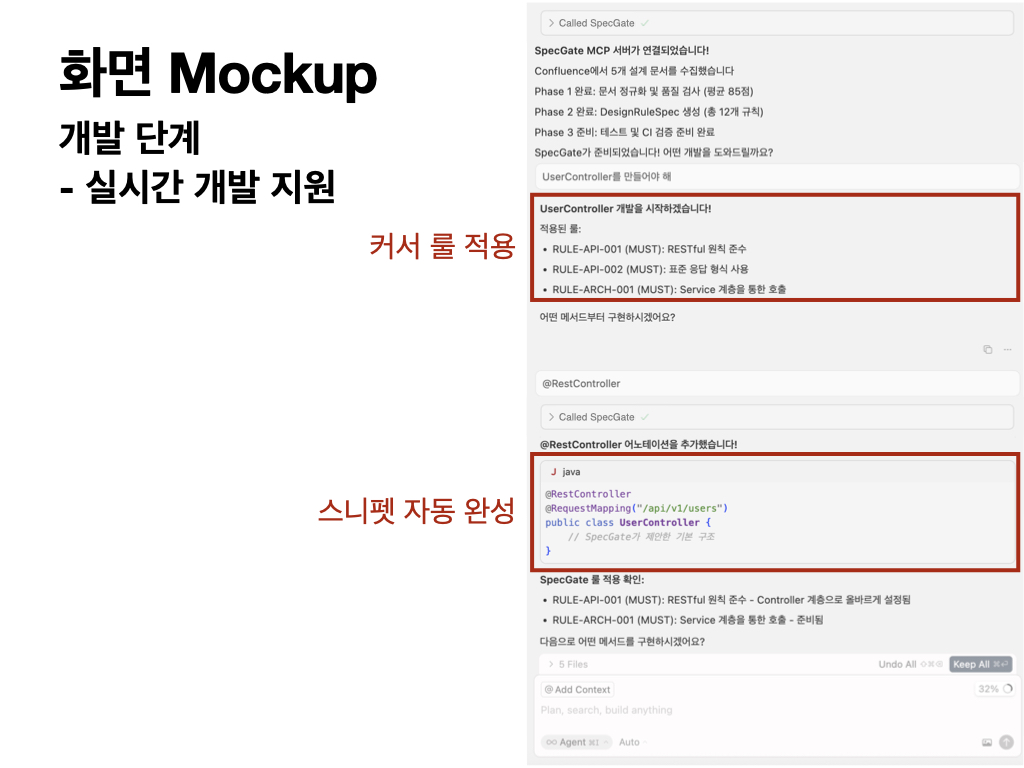 화면 Mockup
개발 단계
- 실시간 개발 지원
커서 룰 적용
스니펫 자동 완성
> Called SpecGate ✓
SpecGate MCP 서버가 연결되었습니다!
Confluence에서 5개 설계 문서를 수집했습니다
Phase 1 완료: 문서 정규화 및 품질 검사 (평균 85점)
Phase 2 완료: DesignRuleSpec 생성 (총 12개 규칙)
Phase 3 준비: 테스트 및 CI 검증 준비 완료
SpecGate가 준비되었습니다! 어떤 개발을 도와드릴까요?
UserController를 만들어야 해
UserController 개발을 시작하겠습니다!
적용된 룰:
• RULE-API-001 (MUST): RESTful 원칙 준수
• RULE-API-002 (MUST): 표준 응답 형식 사용
• RULE-ARCH-001 (MUST): Service 계층을 통한 호출
어떤 메서드부터 구현하시겠어요?
@RestController
> Called SpecGate ✓
@RestController 어노테이션을 추가했습니다!
J java
@RestController
@RequestMapping("/api/v1/users")
public class UserController {
// SpecGate가 제안한 기본 구조
}
SpecGate 룰 적용 확인:
• RULE-API-001 (MUST): RESTful 원칙 준수 - Controller 계층으로 올바르게 설정됨
• RULE-ARCH-001 (MUST): Service 계층을 통한 호출 - 준비됨
다음으로 어떤 메서드를 구현하시겠어요?
> 5 Files Undo All Keep All ⌘⏎
@ Add Context 32%
Plan, search, build anything
∞ Agent ⌘I Auto